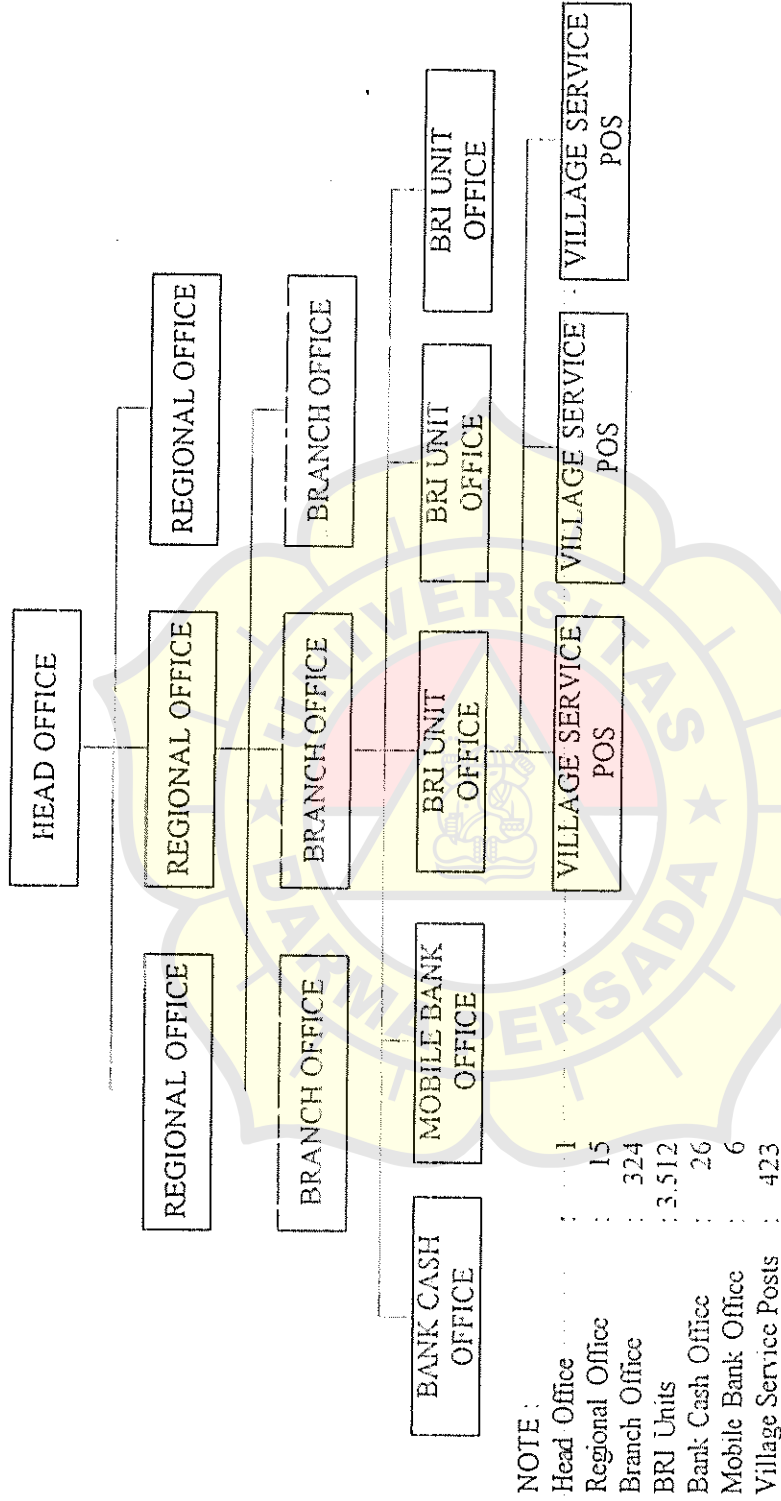 HEAD OFFICE
REGIONAL OFFICE
REGIONAL OFFICE
REGIONAL OFFICE
BRANCH OFFICE
BRANCH OFFICE
BRANCH OFFICE
BANK CASH
OFFICE
MOBILE BANK
OFFICE
BRI UNIT
OFFICE
BRI UNIT
OFFICE
BRI UNIT
OFFICE
VILLAGE SERVICE
POS
VILLAGE SERVICE
POS
VILLAGE SERVICE
POS
NOTE :
Head Office : 1
Regional Office : 15
Branch Office : 324
BRI Units : 3.512
Bank Cash Office : 26
Mobile Bank Office : 6
Village Service Posts : 423
UNIVERSITAS
DARMA PERSADA